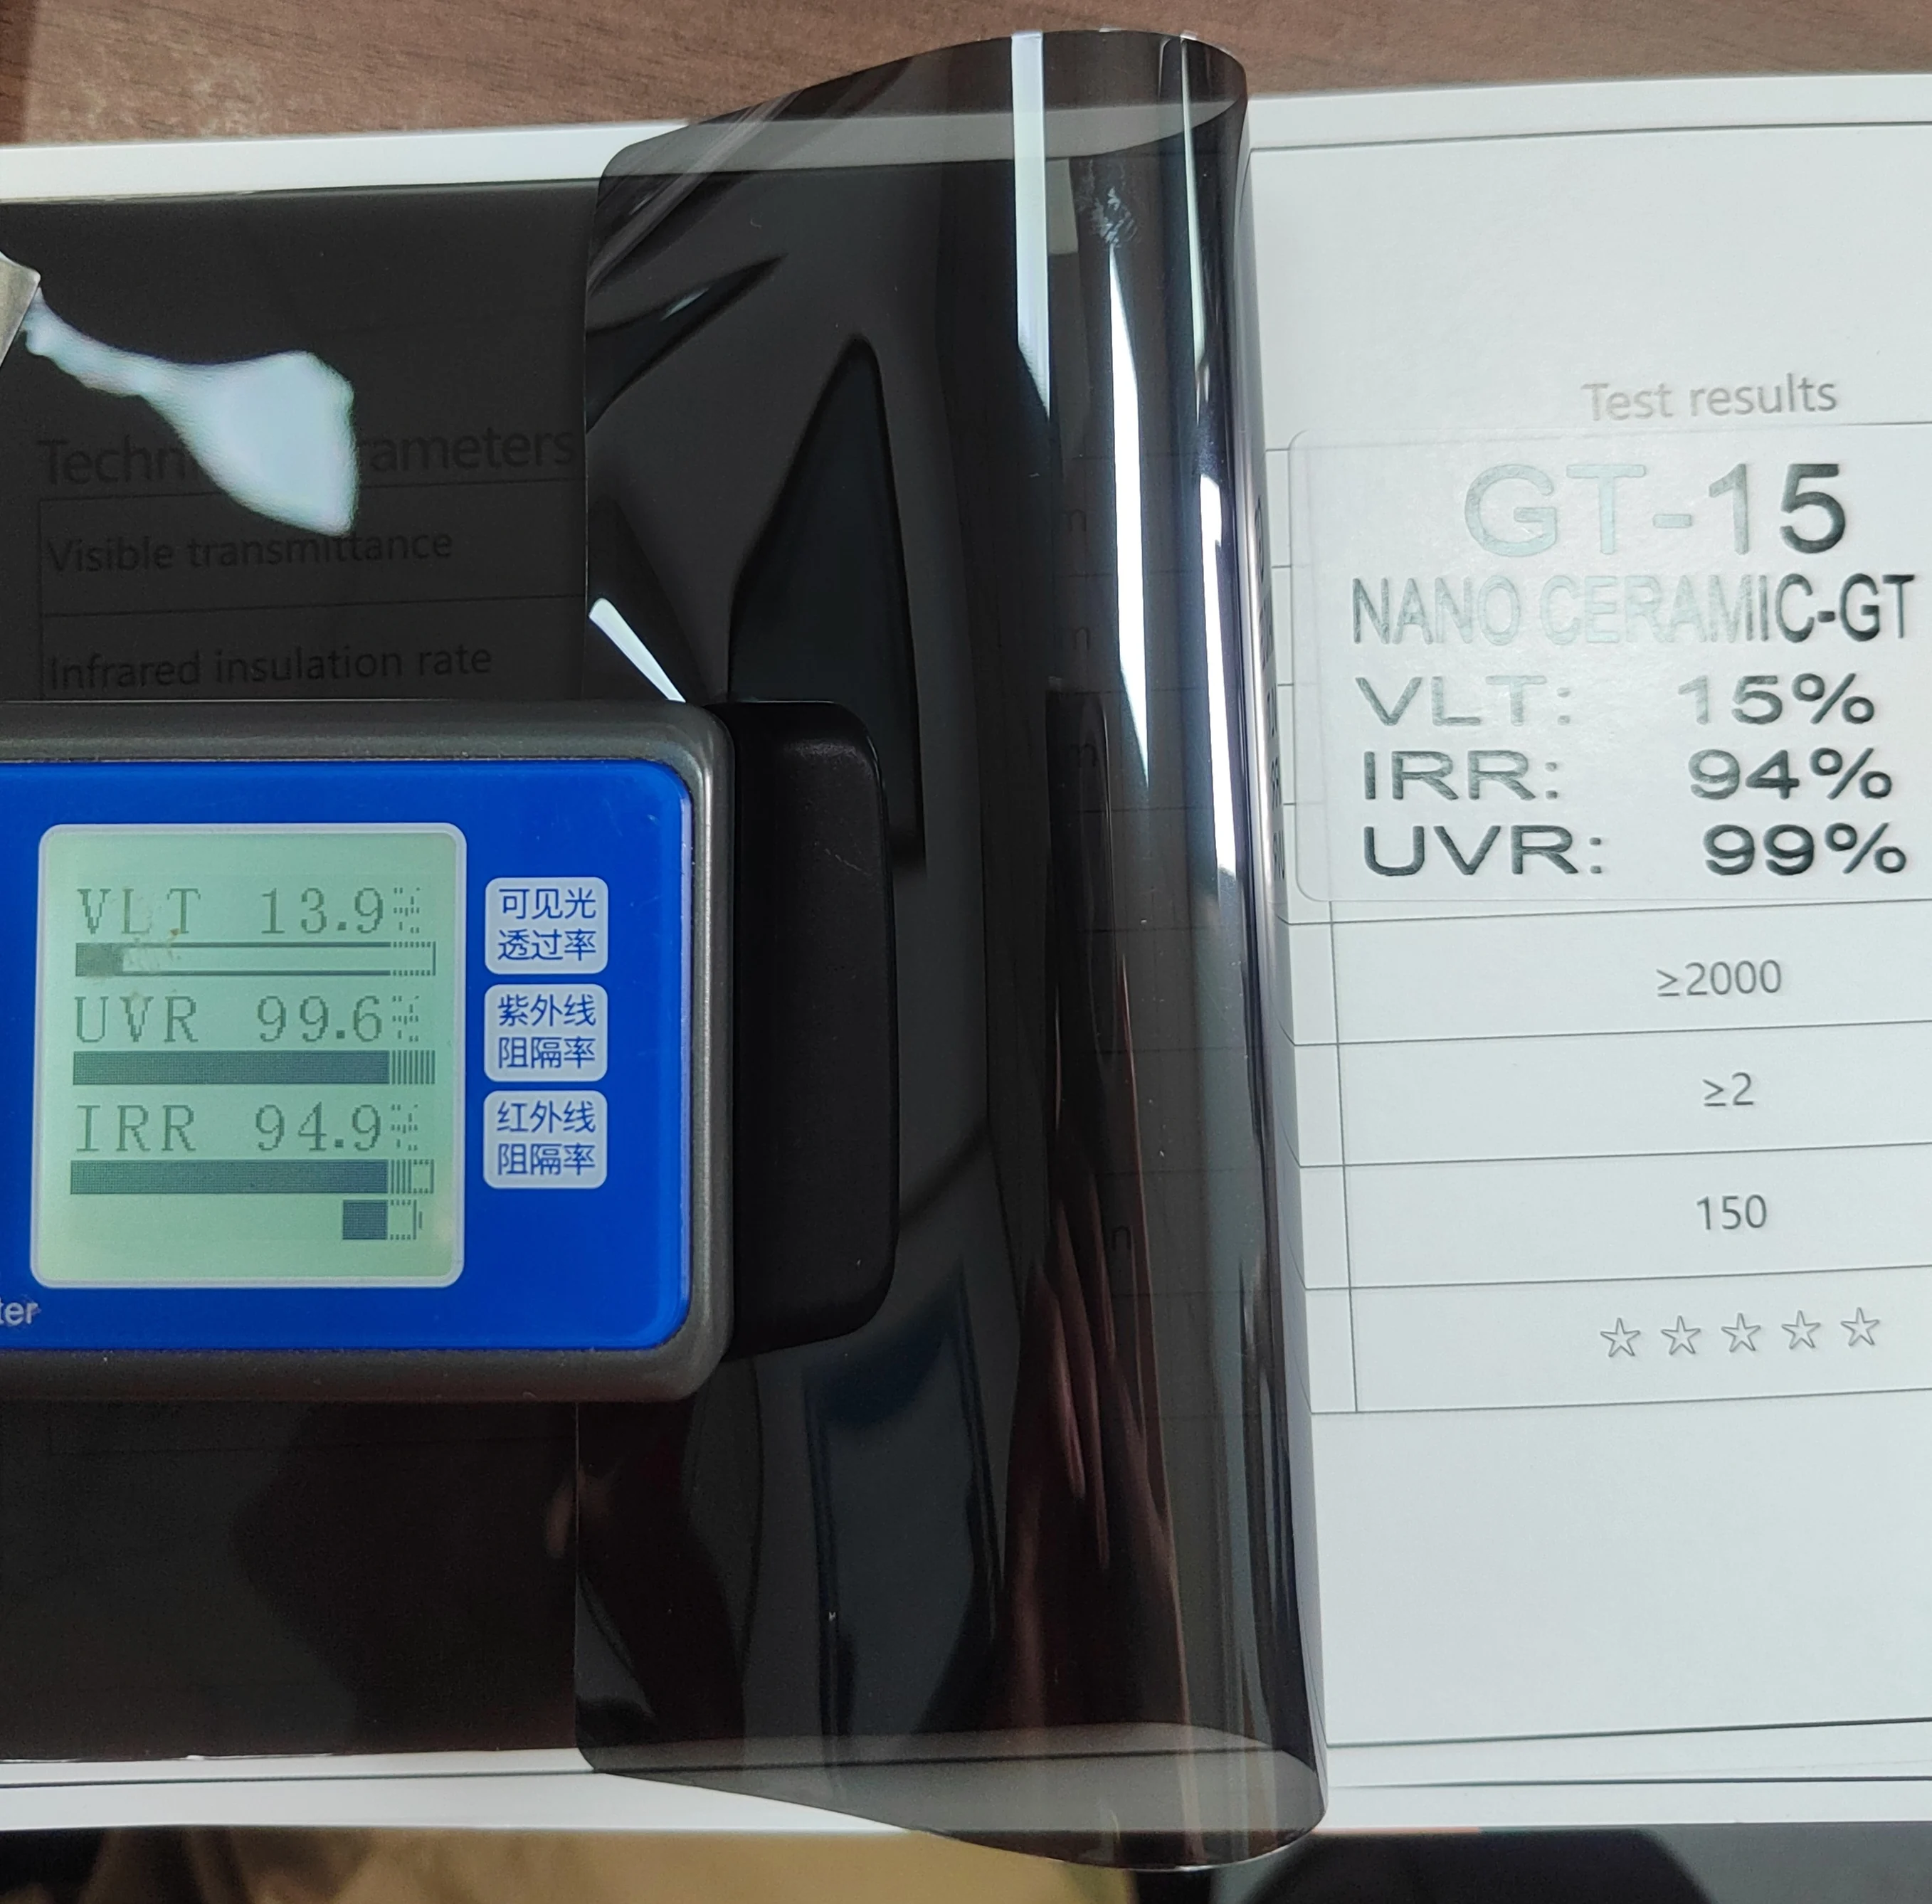 Test results
GT-15
NANO CERAMIC-GT
VLT: 15%
IRR: 94%
UVR: 99%
≥2000
≥2
150
☆☆☆☆☆
rameters
Visible transmittance
Infrared insulation rate
VLT 13.9%
UVR 99.6%
IRR 94.9%
可见光
透过率
紫外线
阻隔率
红外线
阻隔率
ter